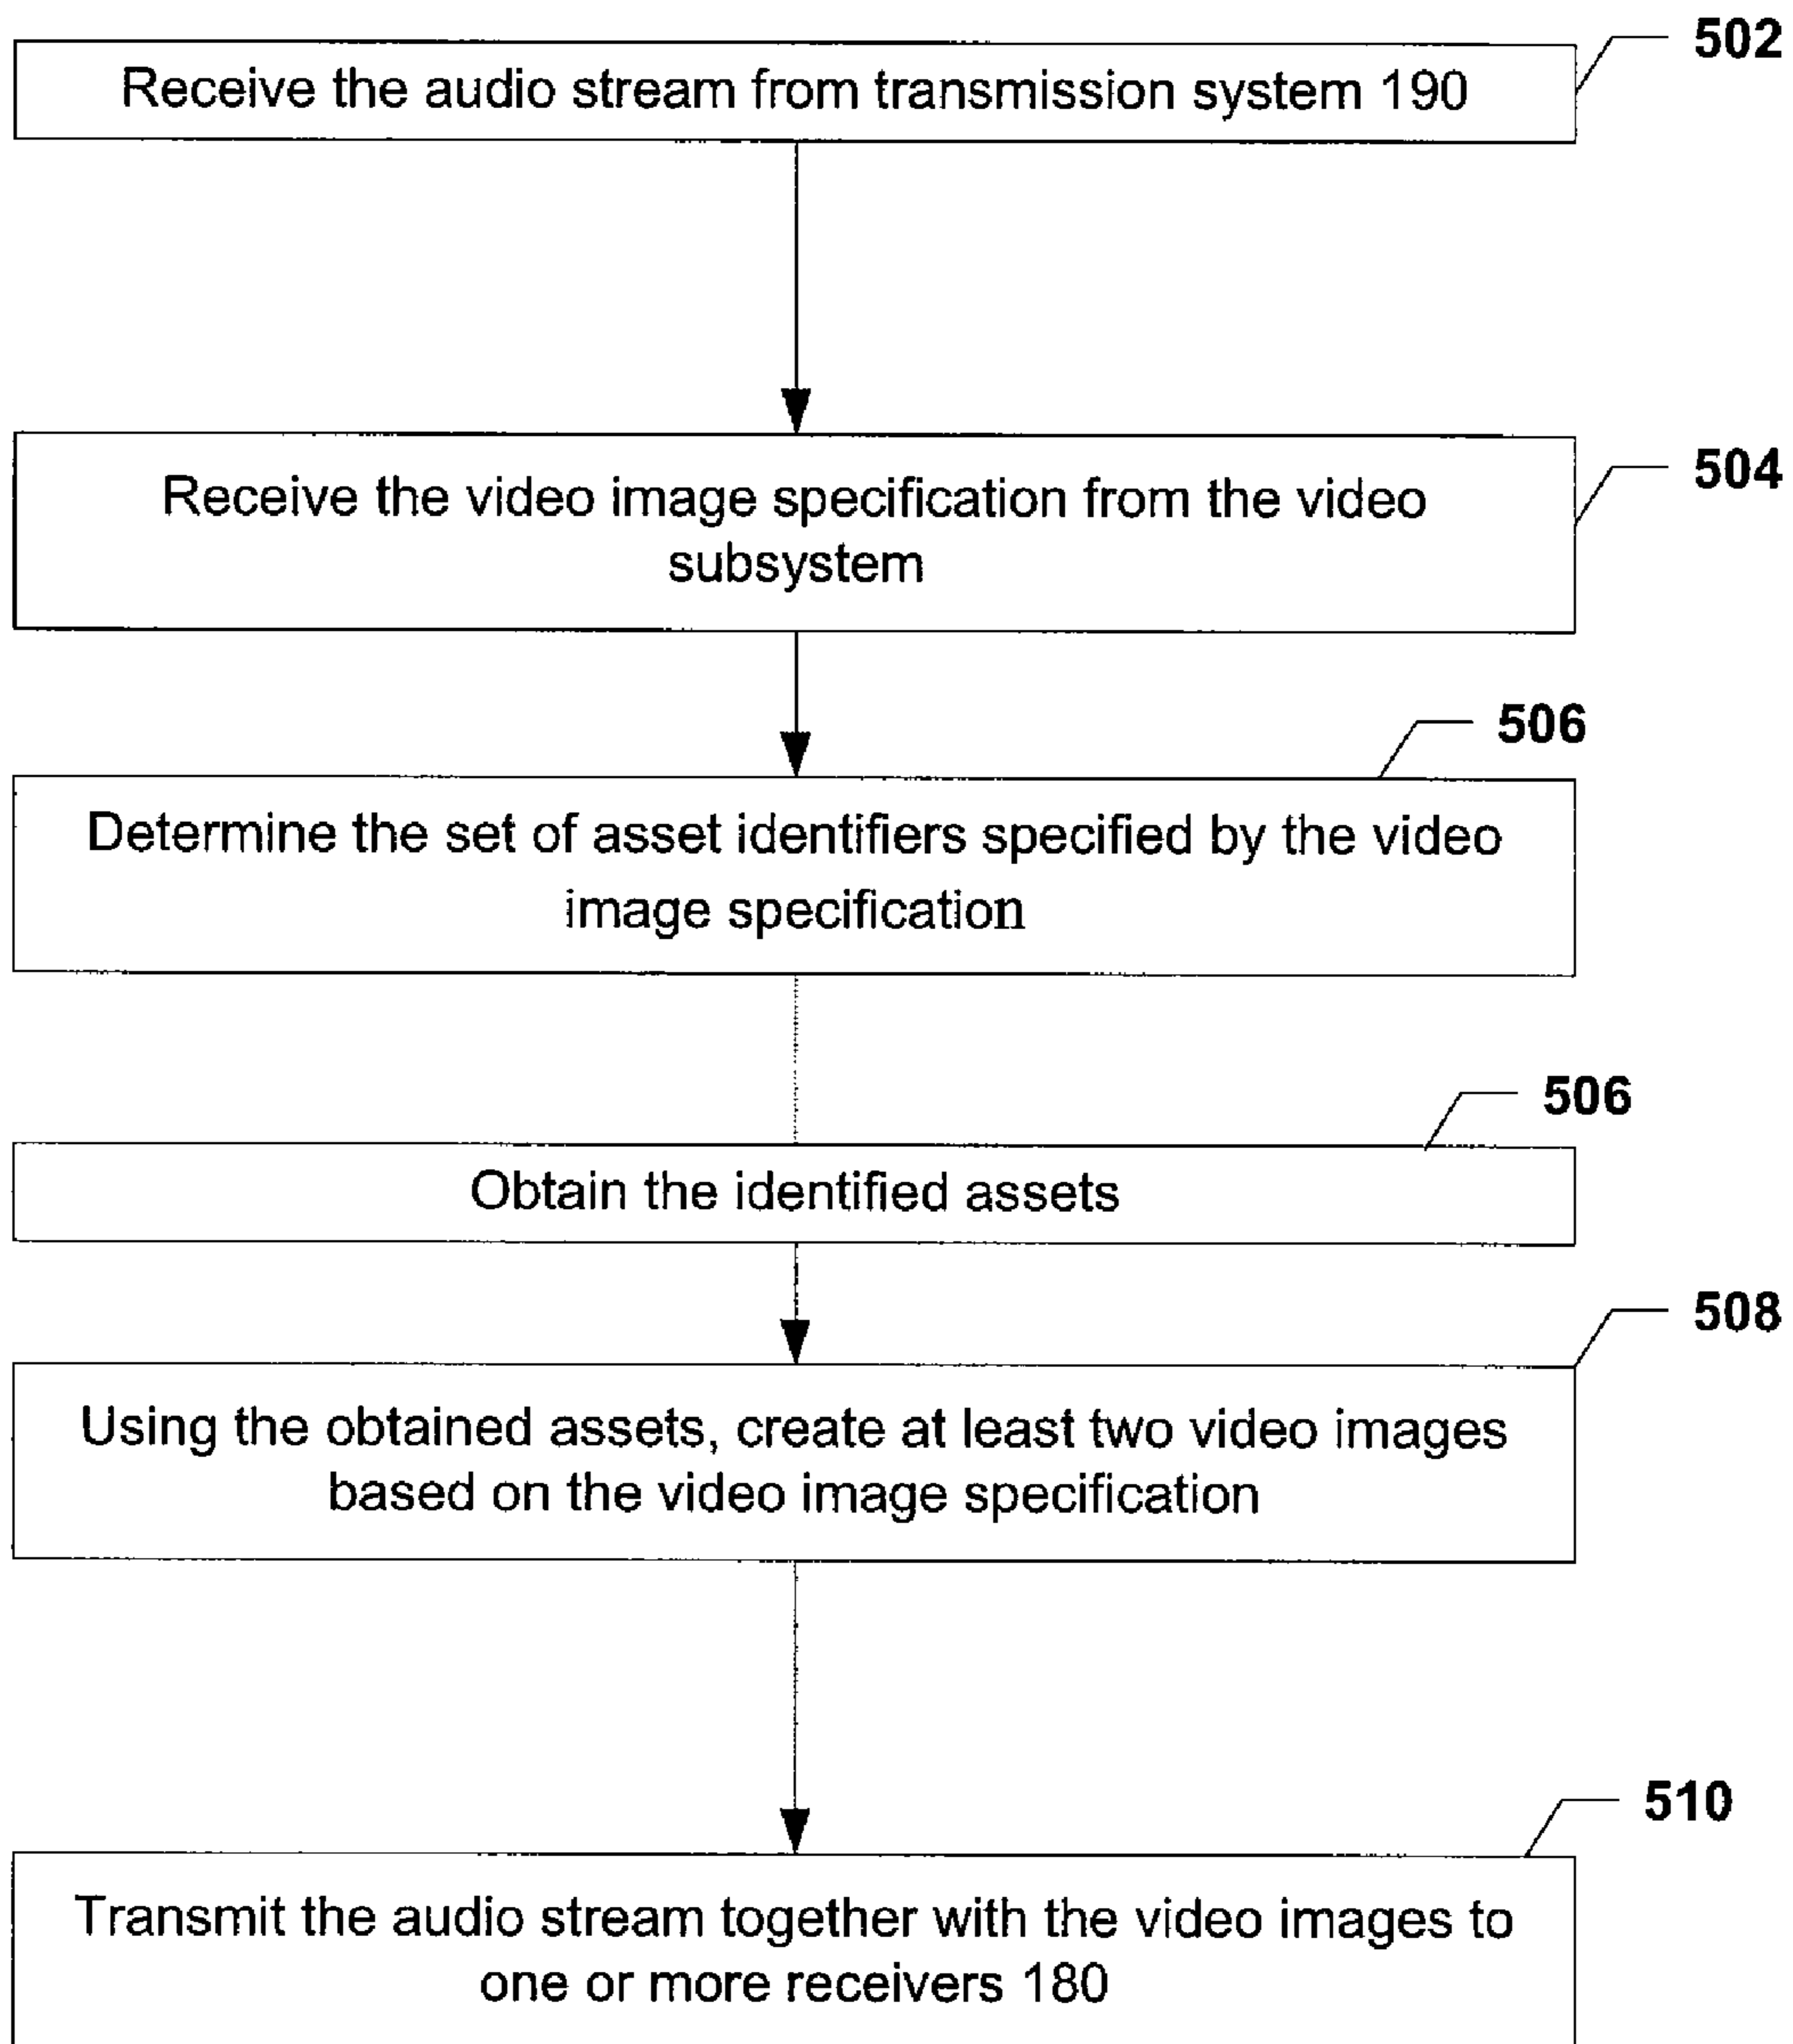 502
Receive the audio stream from transmission system 190
504
Receive the video image specification from the video
subsystem
506
Determine the set of asset identifiers specified by the video
image specification
506
Obtain the identified assets
508
Using the obtained assets, create at least two video images
based on the video image specification
510
Transmit the audio stream together with the video images to
one or more receivers 180